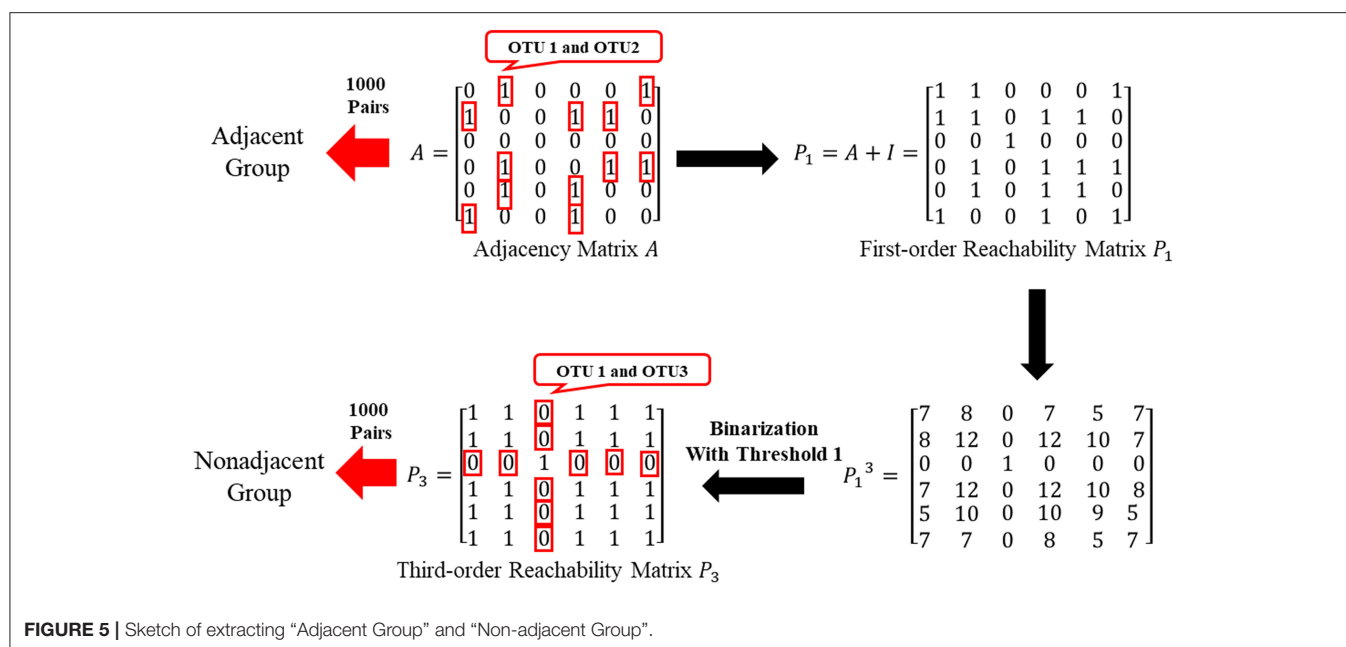 OTU 1 and OTU2
1000
Pairs
Adjacent
Group
A =
0 1 0 0 0 1
1 0 0 1 1 0
0 0 0 0 0 0
0 1 0 0 1 1
0 1 0 1 0 0
1 0 0 1 0 0
Adjacency Matrix A
P₁ = A + I =
1 1 0 0 0 1
1 1 0 1 1 0
0 0 1 0 0 0
0 1 0 1 1 1
0 1 0 1 1 0
1 0 0 1 0 1
First-order Reachability Matrix P₁
OTU 1 and OTU3
1000
Pairs
Nonadjacent
Group
P₃ =
1 1 0 1 1 1
1 1 0 1 1 1
0 0 1 0 0 0
1 1 0 1 1 1
1 1 0 1 1 1
1 1 0 1 1 1
Third-order Reachability Matrix P₃
Binarization
With Threshold 1
P₁³ =
7 8 0 7 5 7
8 12 0 12 10 7
0 0 1 0 0 0
7 12 0 12 10 8
5 10 0 10 9 5
7 7 0 8 5 7
FIGURE 5 | Sketch of extracting “Adjacent Group” and “Non-adjacent Group”.